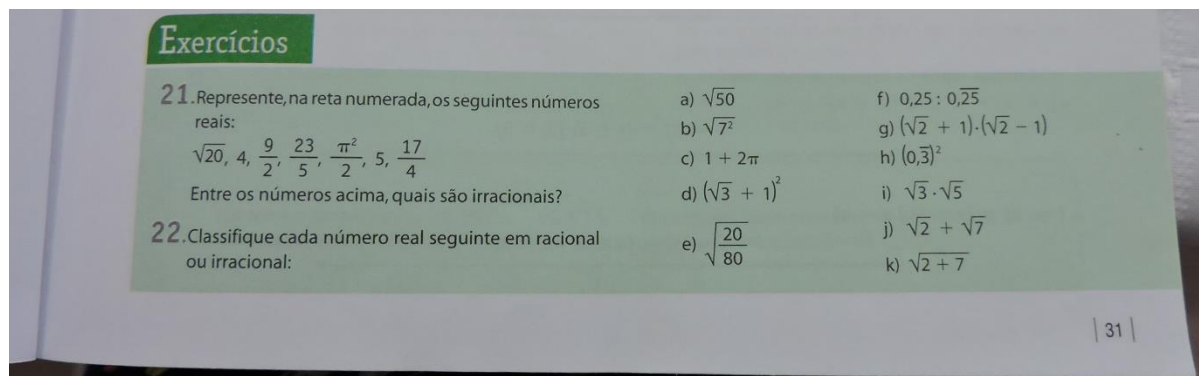 Exercícios
21.Represente, na reta numerada, os seguintes números
reais:
√20, 4, 9/2, 23/5, π²/2, 5, 17/4
Entre os números acima, quais são irracionais?
22.Classifique cada número real seguinte em racional
ou irracional:
a) √50
b) √7²
c) 1 + 2π
d) (√3 + 1)²
e) √(20/80)
f) 0,25 : 0,2̅5̅
g) (√2 + 1)·(√2 − 1)
h) (0,3̅)²
i) √3 · √5
j) √2 + √7
k) √(2 + 7)
| 31 |